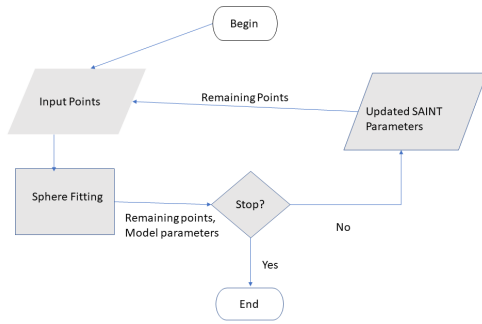 Begin
Input Points
Remaining Points
Updated SAINT
Parameters
Sphere Fitting
Remaining points,
Model parameters
Stop?
No
Yes
End